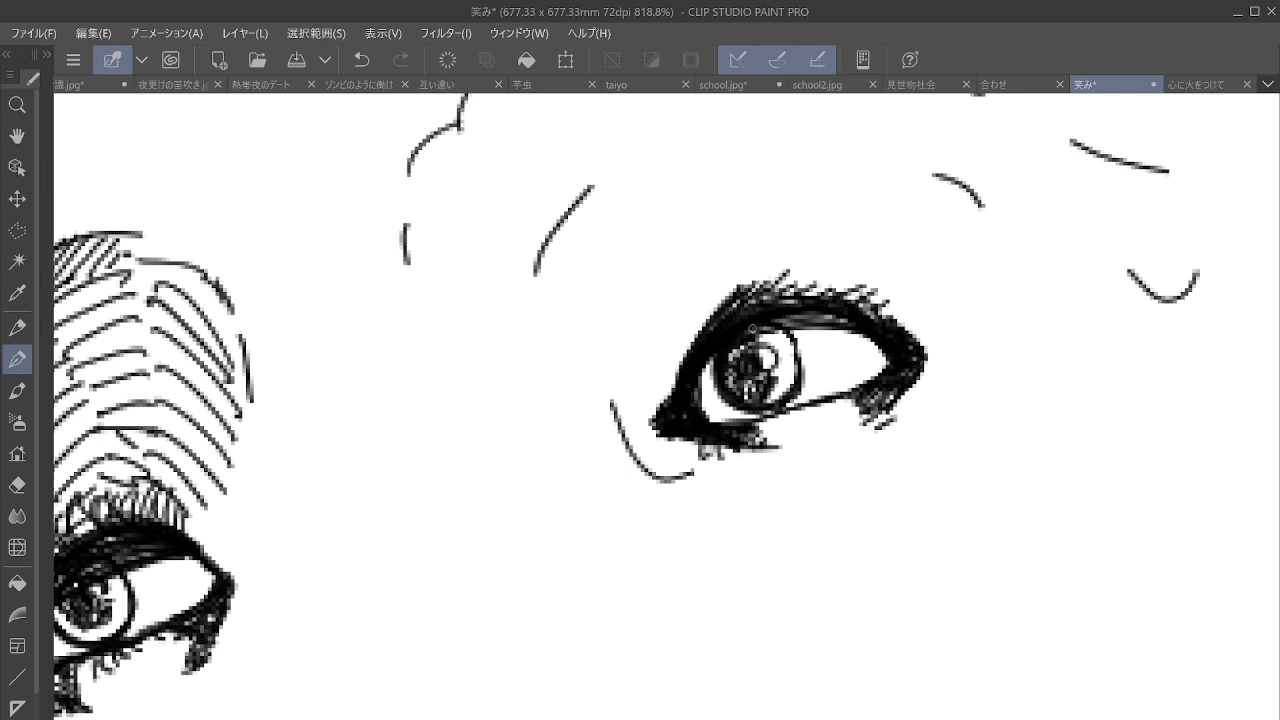 笑み* (677.33 x 677.33mm 72dpi 818.8%) - CLIP STUDIO PAINT PRO
ファイル(F) 編集(E) アニメーション(A) レイヤー(L) 選択範囲(S) 表示(V) フィルター(I) ウィンドウ(W) ヘルプ(H)
.jpg* 夜更けの笛吹き.j 熱帯夜のデート ゾンビのように働け 互い違い 芋虫 taiyo school.jpg* school2.jpg 見世物社会 合わせ 笑み* 心に火をつけて